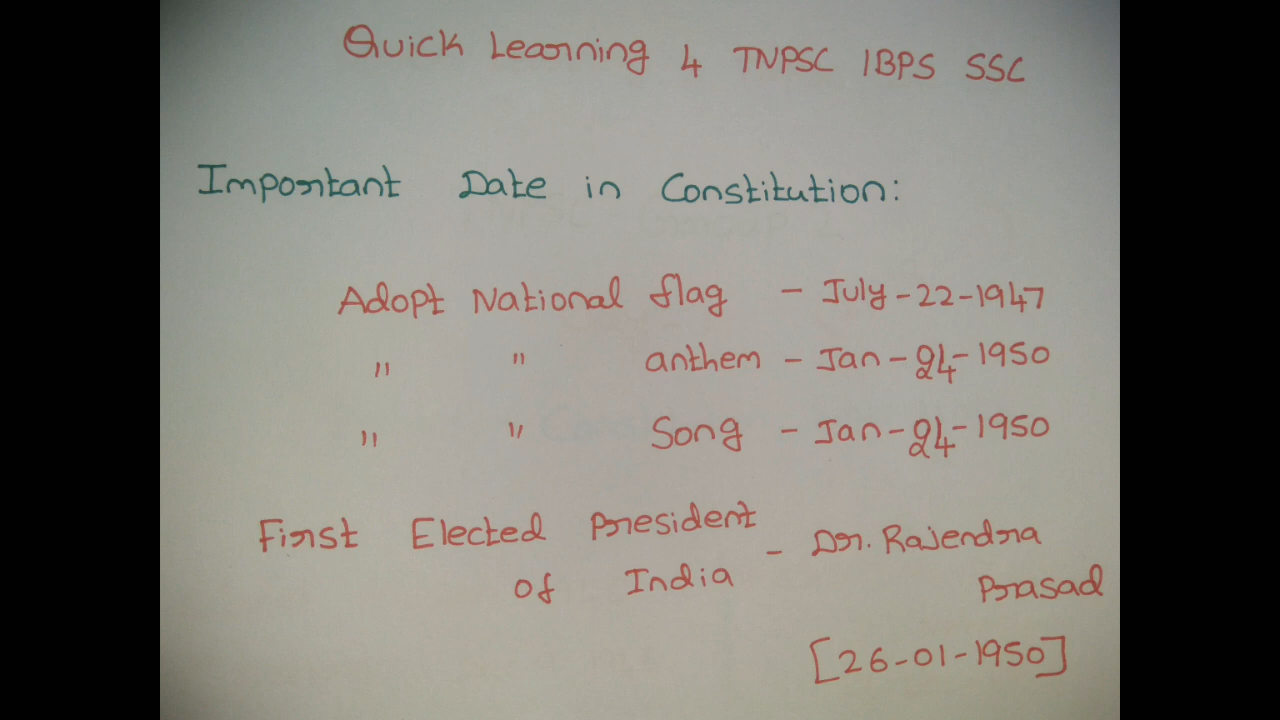 Quick Learning 4 TNPSC IBPS SSC
Important Date in Constitution:
Adopt National flag - July-22-1947
" " anthem - Jan-24-1950
" " Song - Jan-24-1950
First Elected President
of India - Dr. Rajendra
Prasad
[26-01-1950]